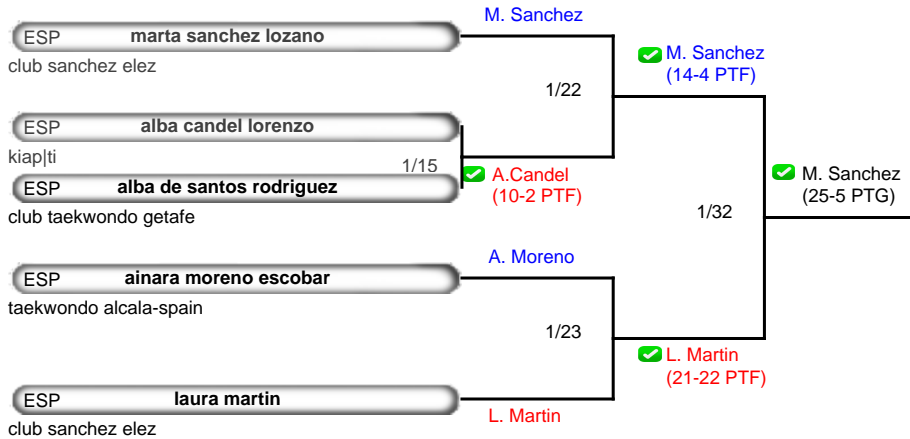 M. Sanchez
ESP marta sanchez lozano
club sanchez elez
M. Sanchez
(14-4 PTF)
1/22
ESP alba candel lorenzo
kiap|ti
1/15
A.Candel
(10-2 PTF)
ESP alba de santos rodriguez
club taekwondo getafe
M. Sanchez
(25-5 PTG)
1/32
A. Moreno
ESP ainara moreno escobar
taekwondo alcala-spain
1/23
L. Martin
(21-22 PTF)
ESP laura martin
L. Martin
club sanchez elez